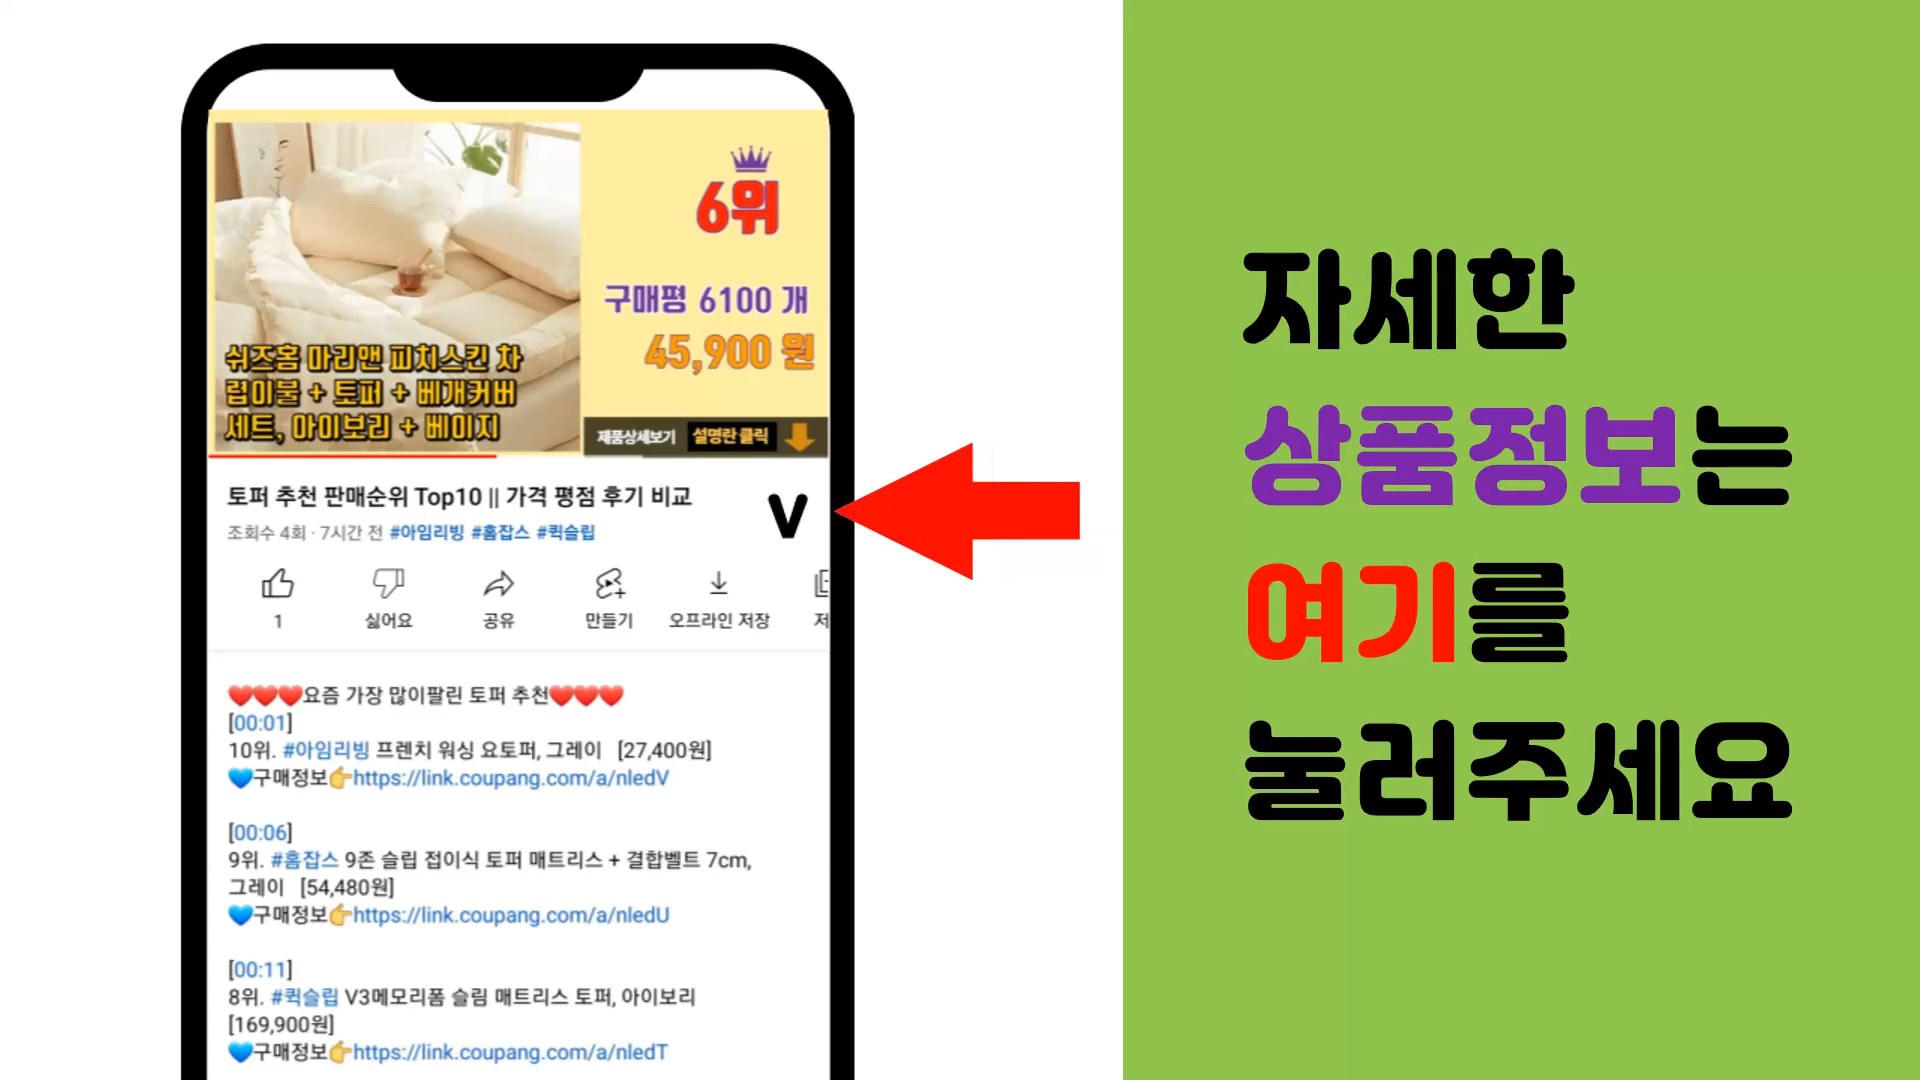 6위
구매평 6100 개
45,900 원
쉬즈홈 마리앤 피치스킨 차
렵이불 + 토퍼 + 베개커버
세트, 아이보리 + 베이지
제품상세보기 설명란 클릭
토퍼 추천 판매순위 Top10 || 가격 평점 후기 비교
V
조회수 4회 · 7시간 전 #아임리빙 #홈잡스 #퀵슬립
1 싫어요 공유 만들기 오프라인 저장 저
❤️❤️❤️요즘 가장 많이팔린 토퍼 추천❤️❤️❤️
[00:01]
10위. #아임리빙 프렌치 워싱 요토퍼, 그레이 [27,400원]
💙구매정보👉https://link.coupang.com/a/nledV
[00:06]
9위. #홈잡스 9존 슬립 접이식 토퍼 매트리스 + 결합벨트 7cm,
그레이 [54,480원]
💙구매정보👉https://link.coupang.com/a/nledU
[00:11]
8위. #퀵슬립 V3메모리폼 슬림 매트리스 토퍼, 아이보리
[169,900원]
💙구매정보👉https://link.coupang.com/a/nledT
자세한
상품정보는
여기를
눌러주세요